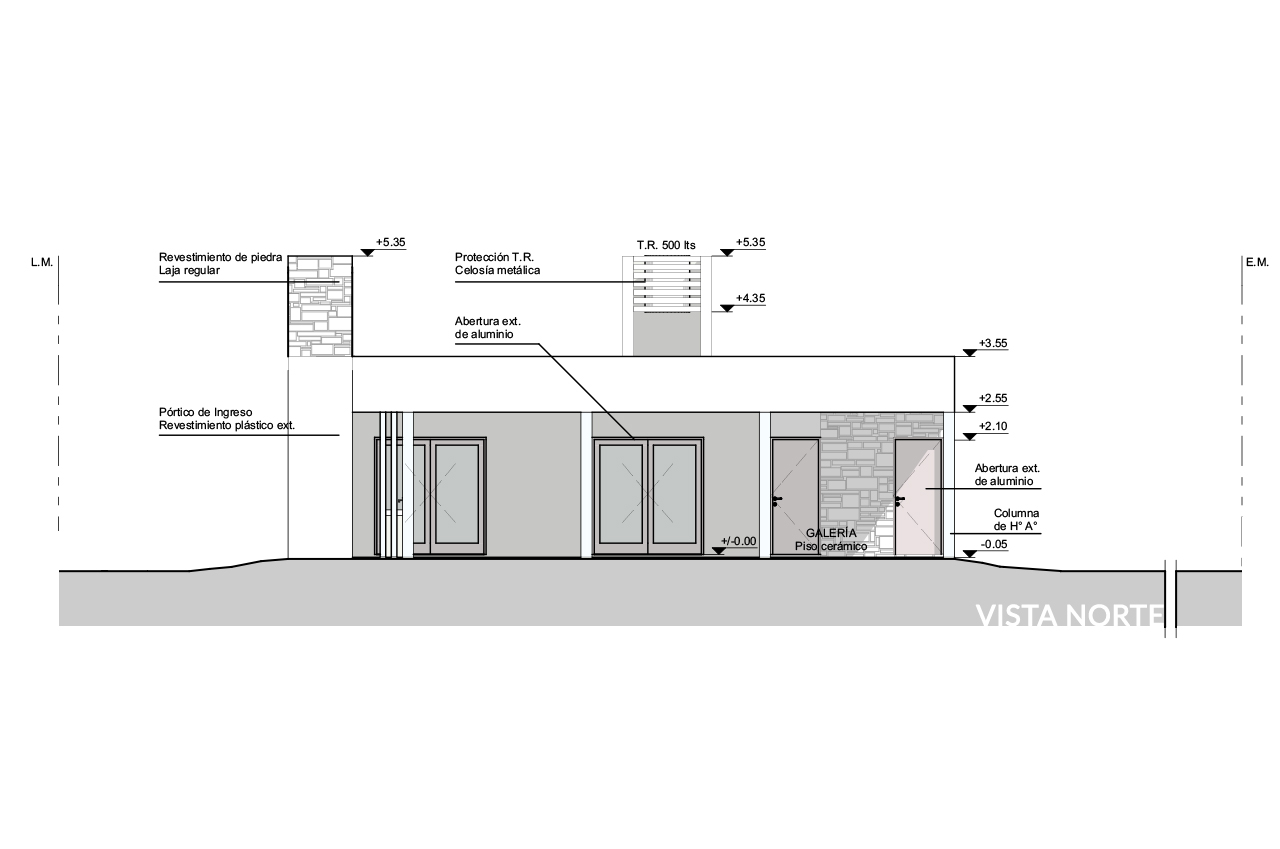 +5.35
T.R. 500 lts
+5.35
L.M.
Revestimiento de piedra
Laja regular
Protección T.R.
Celosía metálica
E.M.
+4.35
Abertura ext.
de aluminio
+3.55
+2.55
Pórtico de Ingreso
Revestimiento plástico ext.
+2.10
Abertura ext.
de aluminio
Columna
de H° A°
GALERÍA
Piso cerámico
+/-0.00
-0.05
VISTA NORTE